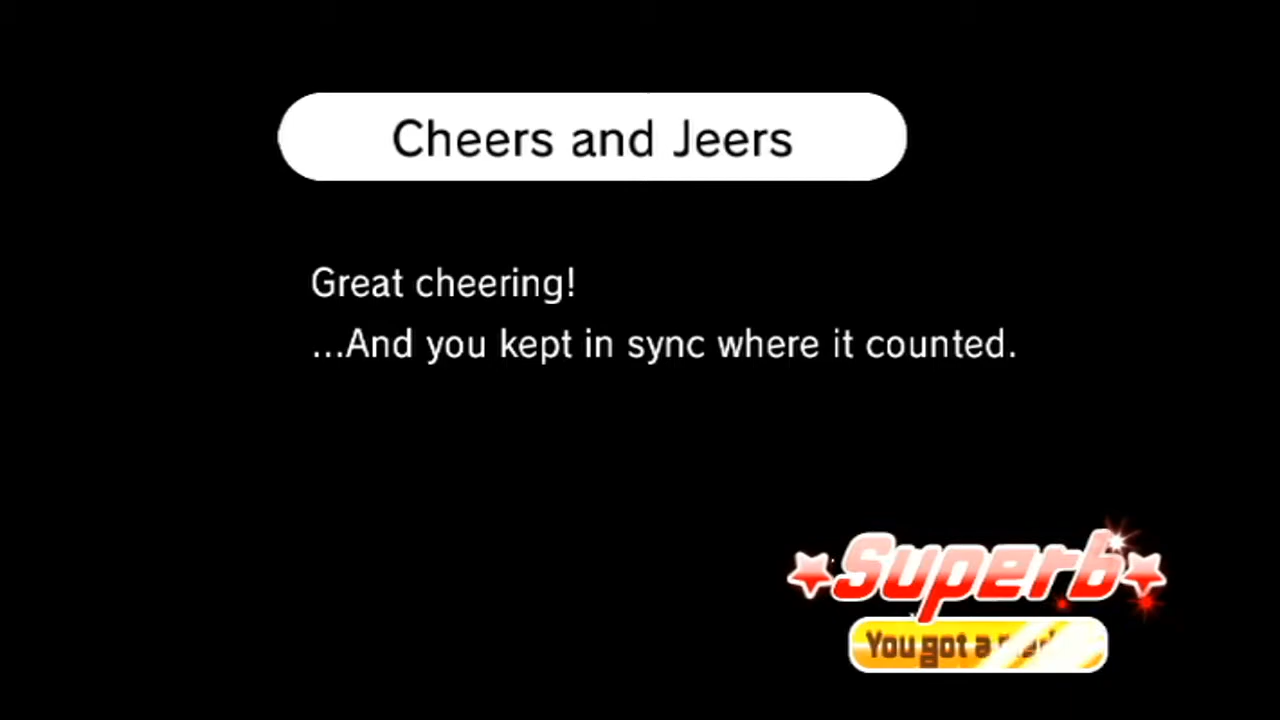 Cheers and Jeers
Great cheering!
...And you kept in sync where it counted.
Superb
You got a